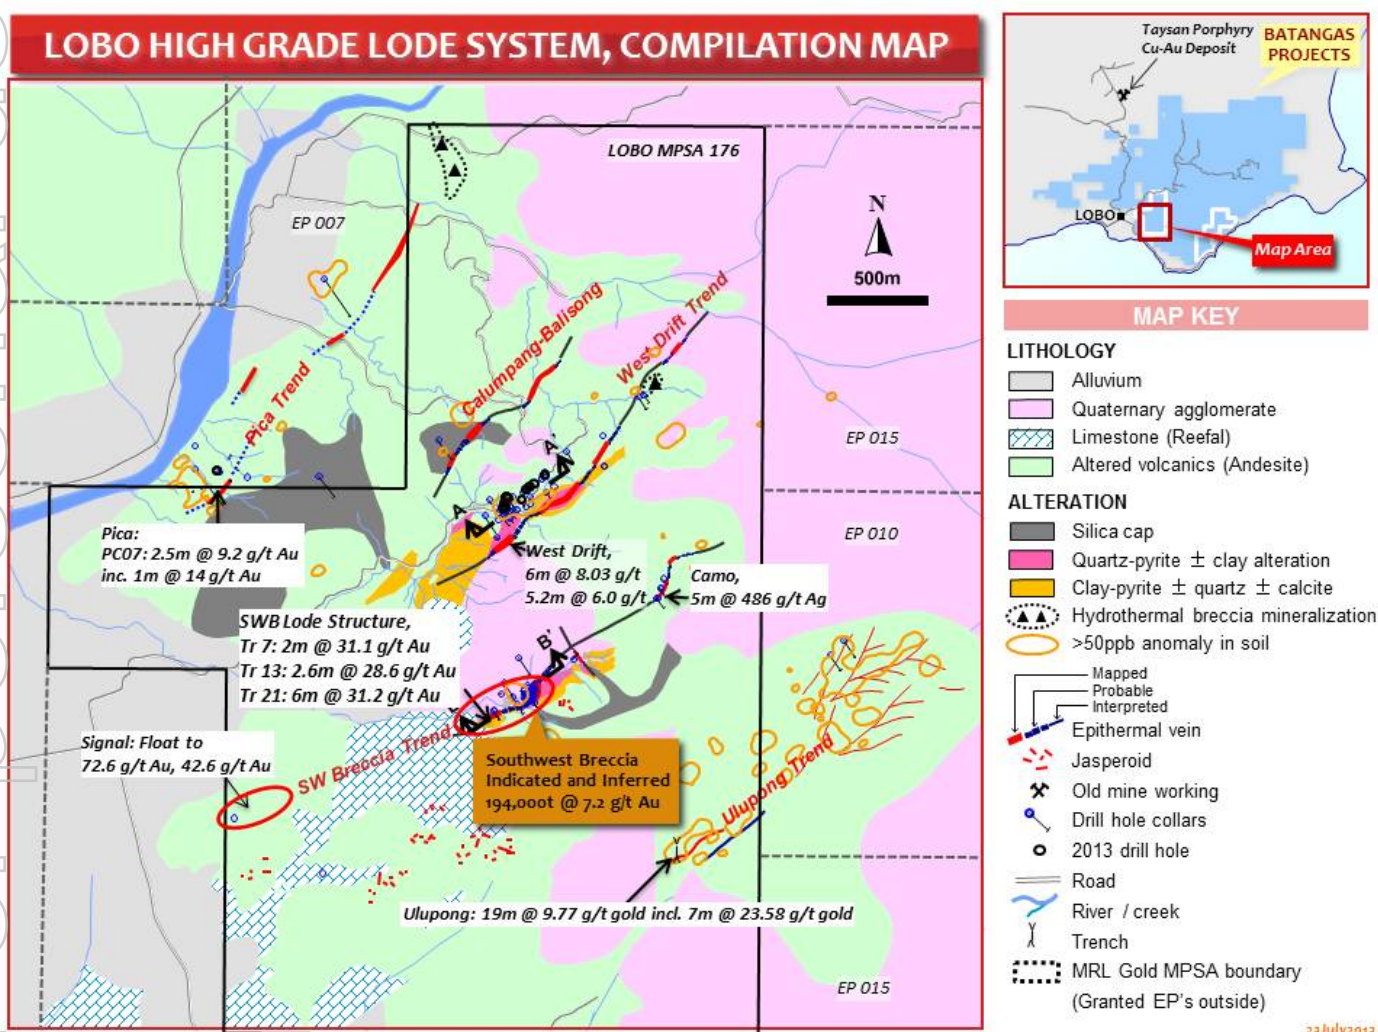 LOBO HIGH GRADE LODE SYSTEM, COMPILATION MAP
LOBO MPSA 176
EP 007
N
500m
Pica Trend
Calumpang-Balisong
West Drift Trend
EP 015
A'
A
EP 010
Pica:
PC07: 2.5m @ 9.2 g/t Au
inc. 1m @ 14 g/t Au
West Drift,
6m @ 8.03 g/t
5.2m @ 6.0 g/t
Camo,
5m @ 486 g/t Ag
SWB Lode Structure,
Tr 7: 2m @ 31.1 g/t Au
Tr 13: 2.6m @ 28.6 g/t Au
Tr 21: 6m @ 31.2 g/t Au
B'
Signal: Float to
72.6 g/t Au, 42.6 g/t Au
SW Breccia Trend
Southwest Breccia
Indicated and Inferred
194,000t @ 7.2 g/t Au
Ulupong Trend
Ulupong: 19m @ 9.77 g/t gold incl. 7m @ 23.58 g/t gold
EP 015
Taysan Porphyry
Cu-Au Deposit
BATANGAS
PROJECTS
LOBO
Map Area
MAP KEY
LITHOLOGY
Alluvium
Quaternary agglomerate
Limestone (Reefal)
Altered volcanics (Andesite)
ALTERATION
Silica cap
Quartz-pyrite ± clay alteration
Clay-pyrite ± quartz ± calcite
Hydrothermal breccia mineralization
>50ppb anomaly in soil
Mapped
Probable
Interpreted
Epithermal vein
Jasperoid
Old mine working
Drill hole collars
2013 drill hole
Road
River / creek
Trench
MRL Gold MPSA boundary
(Granted EP's outside)